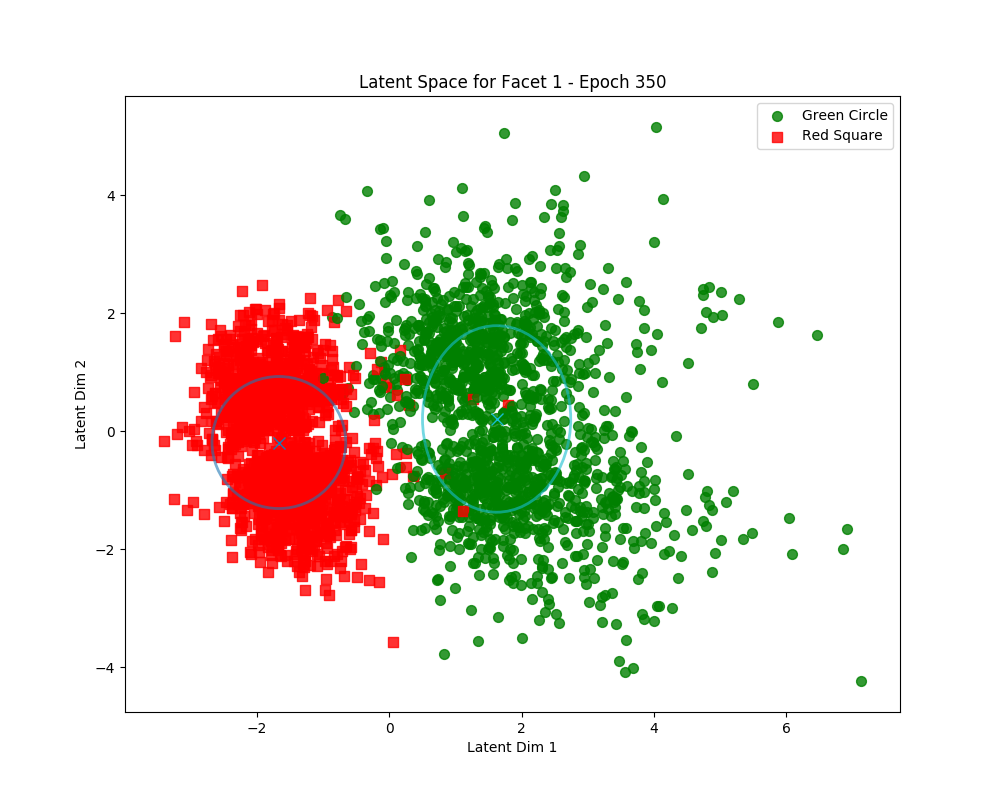 Latent Space for Facet 1 - Epoch 350
Green Circle
Red Square
4
2
0
−2
−4
Latent Dim 2
−2
0
2
4
6
Latent Dim 1